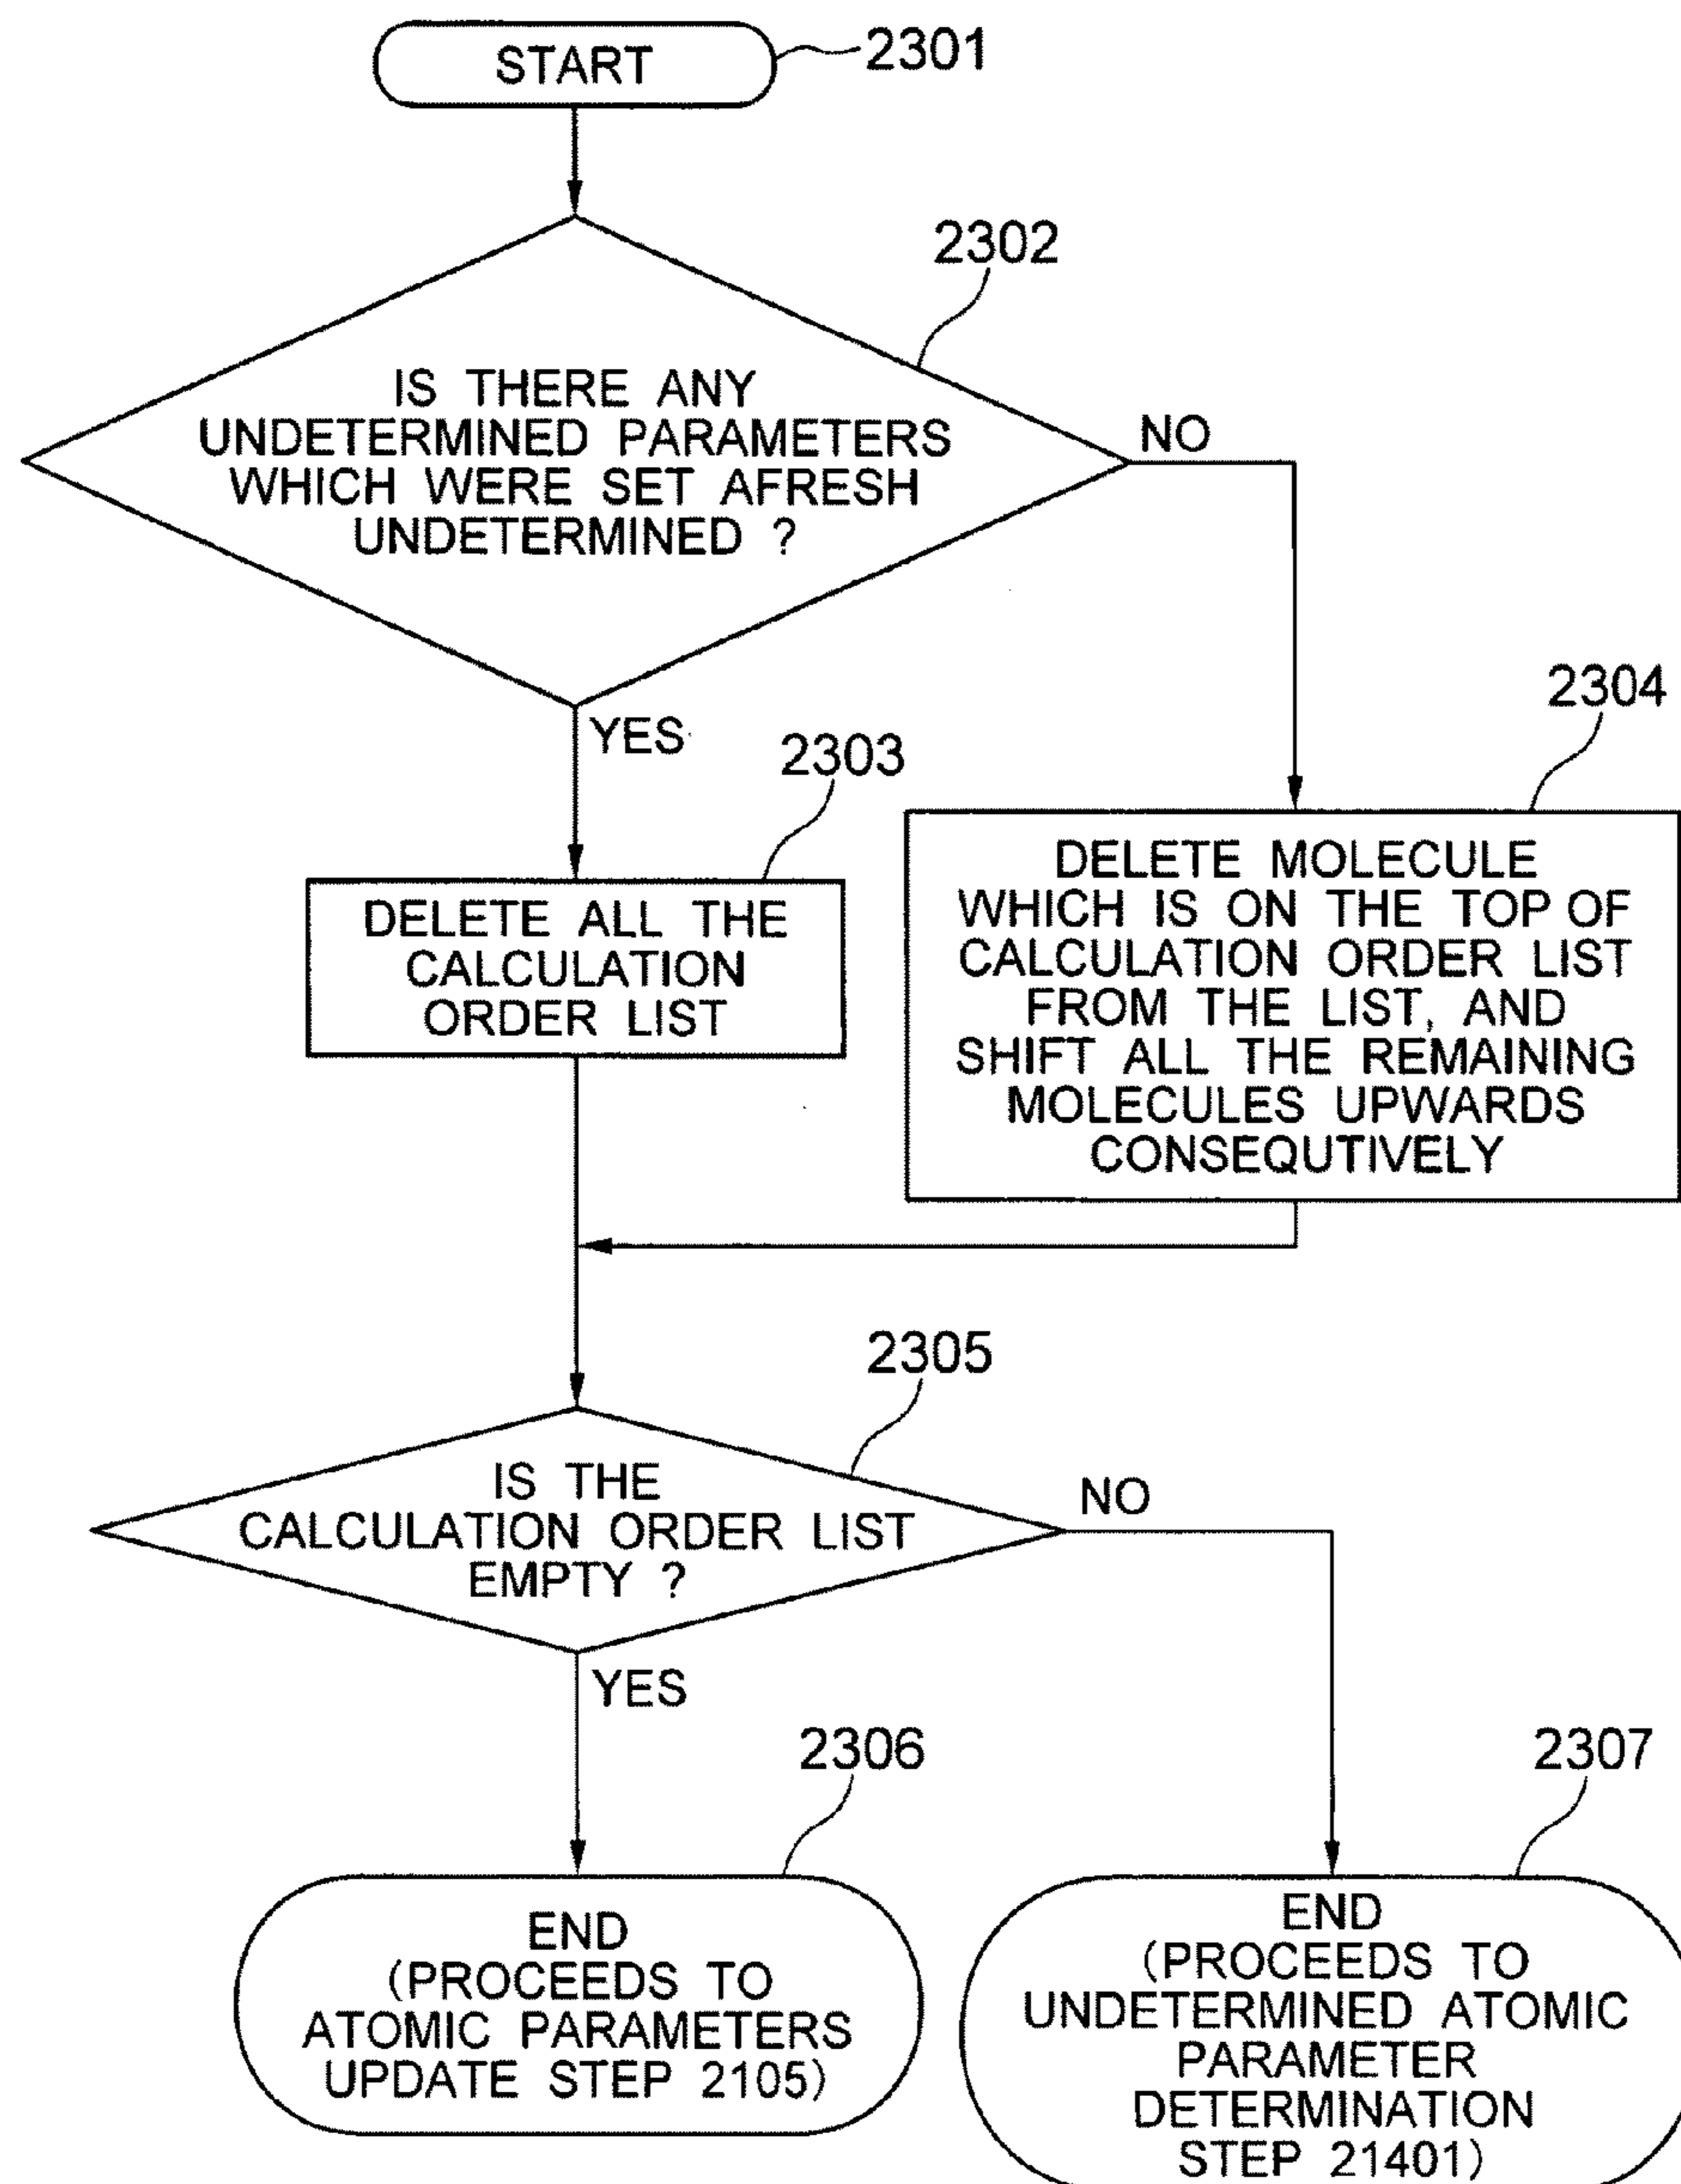 START
2301
2302
IS THERE ANY
UNDETERMINED PARAMETERS
WHICH WERE SET AFRESH
UNDETERMINED ?
NO
YES
2303
2304
DELETE ALL THE
CALCULATION
ORDER LIST
DELETE MOLECULE
WHICH IS ON THE TOP OF
CALCULATION ORDER LIST
FROM THE LIST, AND
SHIFT ALL THE REMAINING
MOLECULES UPWARDS
CONSEQUTIVELY
2305
IS THE
CALCULATION ORDER LIST
EMPTY ?
NO
YES
2306
2307
END
(PROCEEDS TO
ATOMIC PARAMETERS
UPDATE STEP 2105)
END
(PROCEEDS TO
UNDETERMINED ATOMIC
PARAMETER
DETERMINATION
STEP 21401)